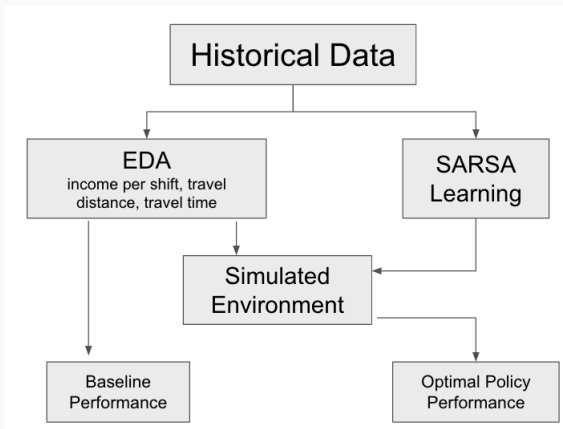 Historical Data
EDA
income per shift, travel
distance, travel time
SARSA
Learning
Simulated
Environment
Baseline
Performance
Optimal Policy
Performance